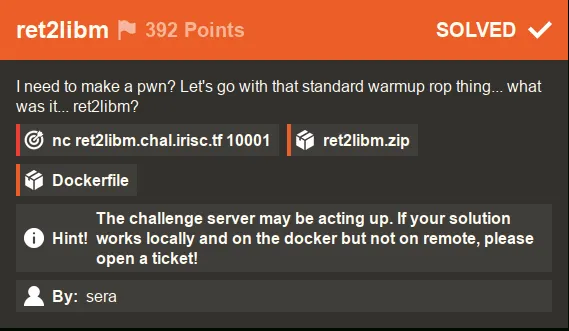 ret2libm 392 Points SOLVED
I need to make a pwn? Let's go with that standard warmup rop thing... what
was it... ret2libm?
nc ret2libm.chal.irisc.tf 10001 ret2libm.zip
Dockerfile
The challenge server may be acting up. If your solution
Hint! works locally and on the docker but not on remote, please
open a ticket!
By: sera